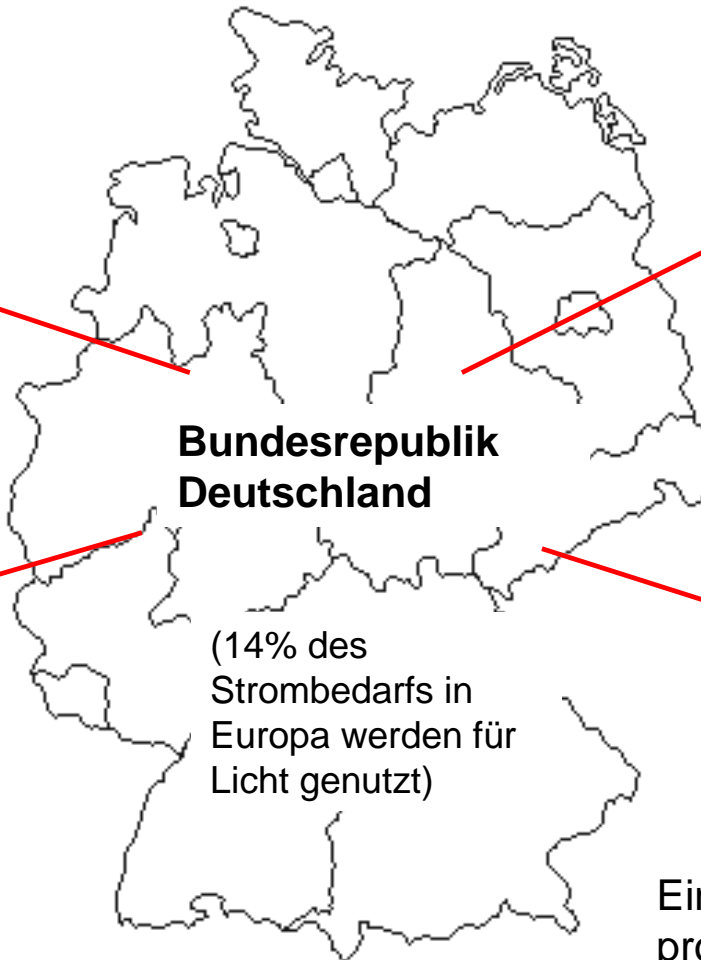 Bundesrepublik
Deutschland
(14% des
Strombedarfs in
Europa werden für
Licht genutzt)